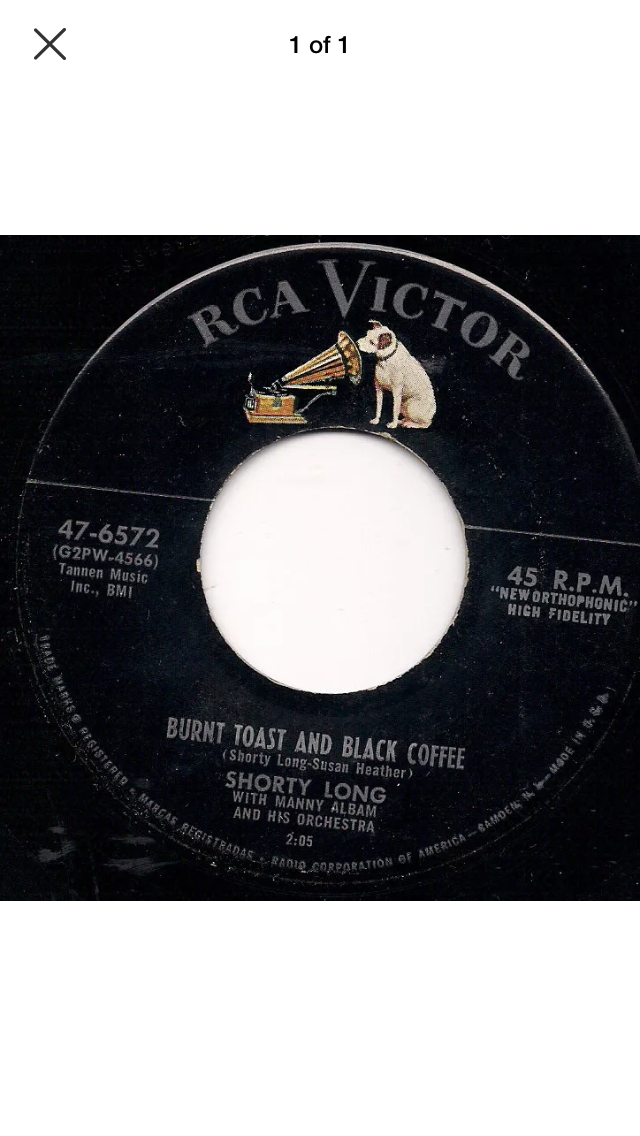 1 of 1
RCA VICTOR
47-6572
(G2PW-4566)
Tannen Music
Inc., BMI
45 R.P.M.
"NEW ORTHOPHONIC"
HIGH FIDELITY
BURNT TOAST AND BLACK COFFEE
(Shorty Long-Susan Heather)
SHORTY LONG
WITH MANNY ALBAM
AND HIS ORCHESTRA
2:05
TRADE MARKS ® REGISTERED • MARCAS REGISTRADAS • RADIO CORPORATION OF AMERICA — CAMDEN, N. J. — MADE IN U.S.A.